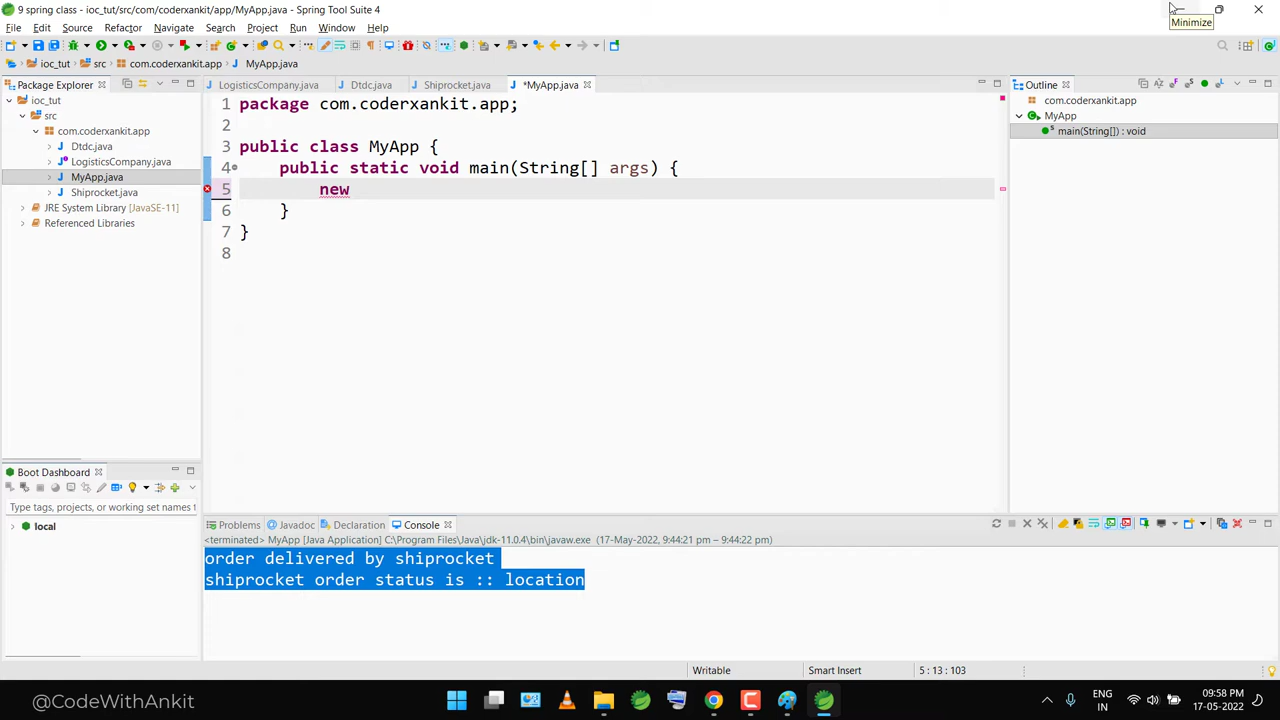 9 spring class - ioc_tut/src/com/coderxankit/app/MyApp.java - Spring Tool Suite 4
Minimize
File Edit Source Refactor Navigate Search Project Run Window Help
ioc_tut src com.coderxankit.app MyApp.java
Package Explorer
ioc_tut
src
com.coderxankit.app
Dtdc.java
LogisticsCompany.java
MyApp.java
Shiprocket.java
JRE System Library [JavaSE-11]
Referenced Libraries
LogisticsCompany.java Dtdc.java Shiprocket.java *MyApp.java
1 package com.coderxankit.app;
2
3 public class MyApp {
4 public static void main(String[] args) {
5 new
6 }
7 }
8
Outline
com.coderxankit.app
MyApp
main(String[]) : void
Boot Dashboard
Type tags, projects, or working set names
local
Problems Javadoc Declaration Console
<terminated> MyApp [Java Application] C:\Program Files\Java\jdk-11.0.4\bin\javaw.exe (17-May-2022, 9:44:21 pm – 9:44:22 pm)
order delivered by shiprocket
shiprocket order status is :: location
Writable Smart Insert 5 : 13 : 103
@CodeWithAnkit
ENG
IN
09:58 PM
17-05-2022